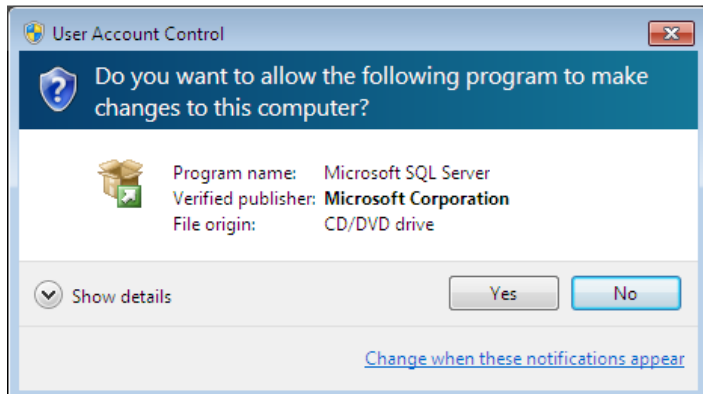 User Account Control
Do you want to allow the following program to make
changes to this computer?
Program name: Microsoft SQL Server
Verified publisher: Microsoft Corporation
File origin: CD/DVD drive
Show details Yes No
Change when these notifications appear